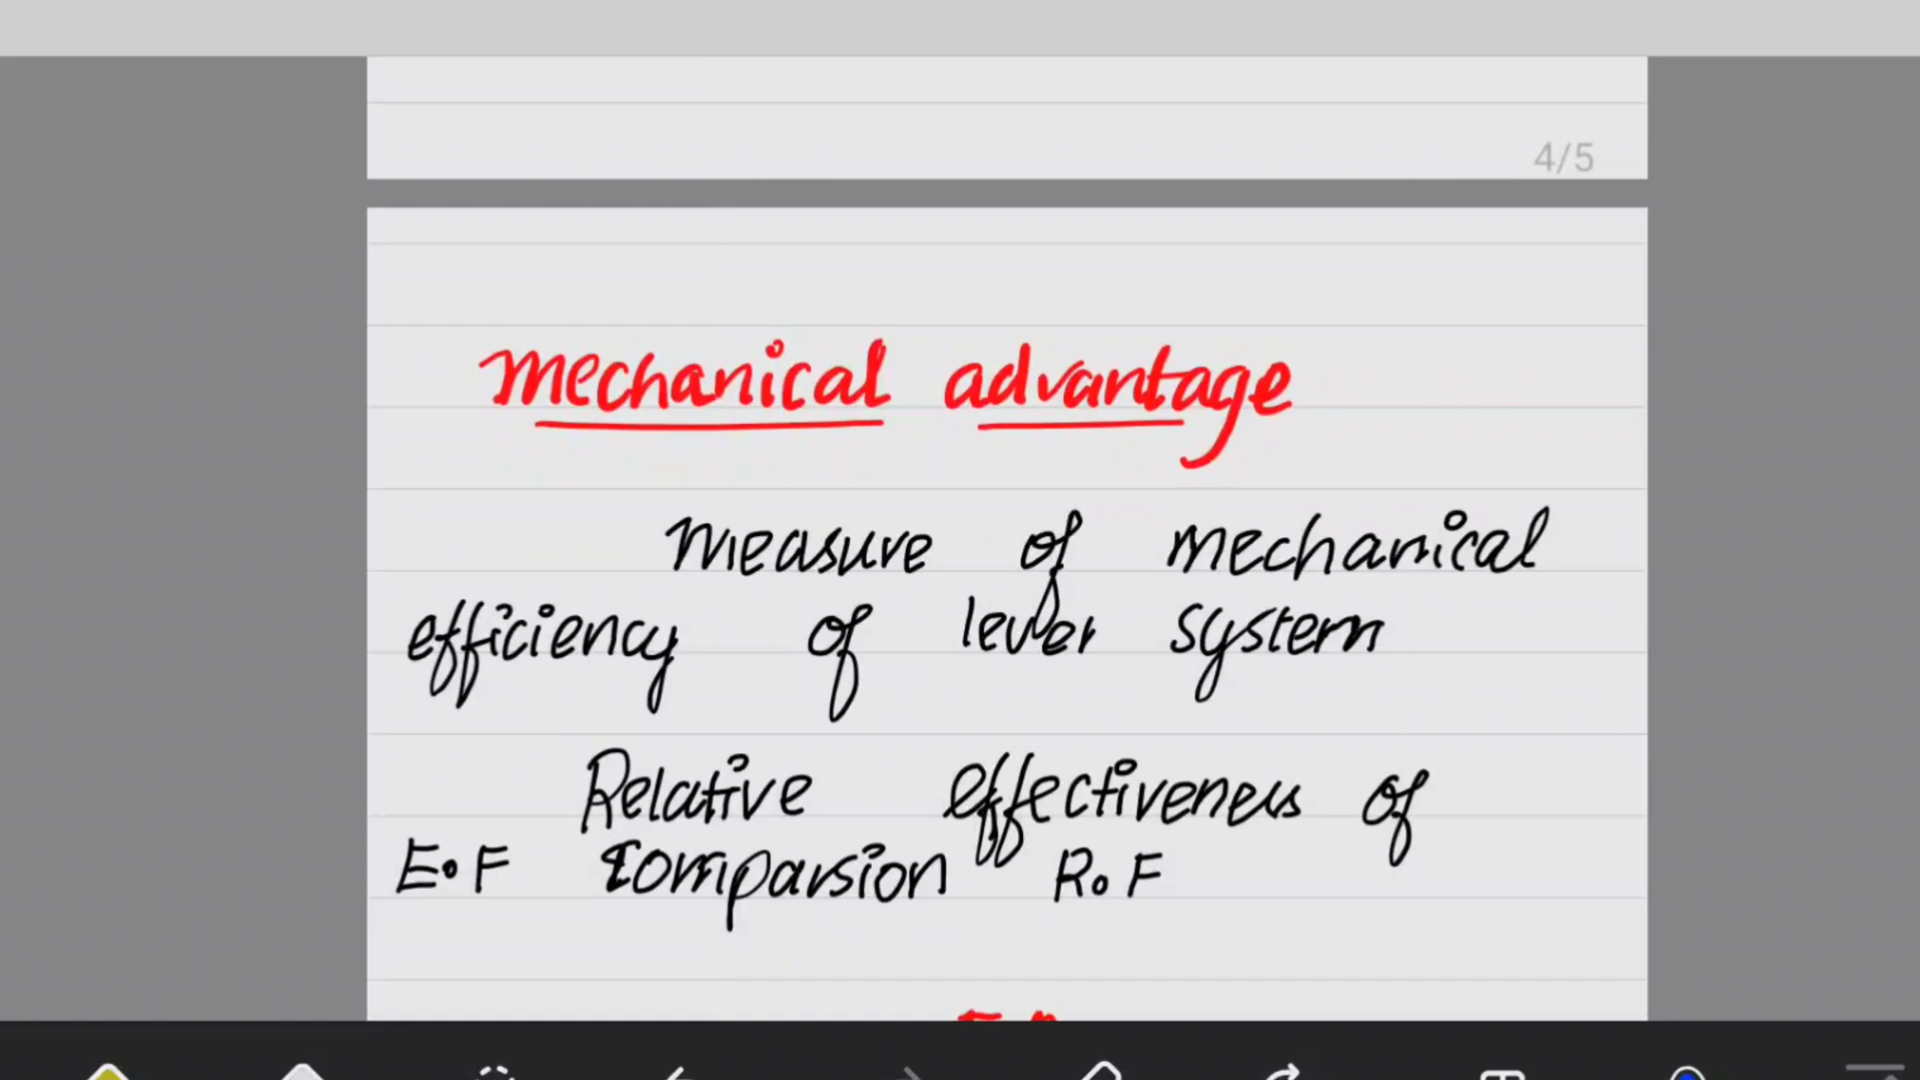 4/5
mechanical advantage
measure of mechanical
efficiency of lever system
Relative effectiveness of
E.F comparsion R.F